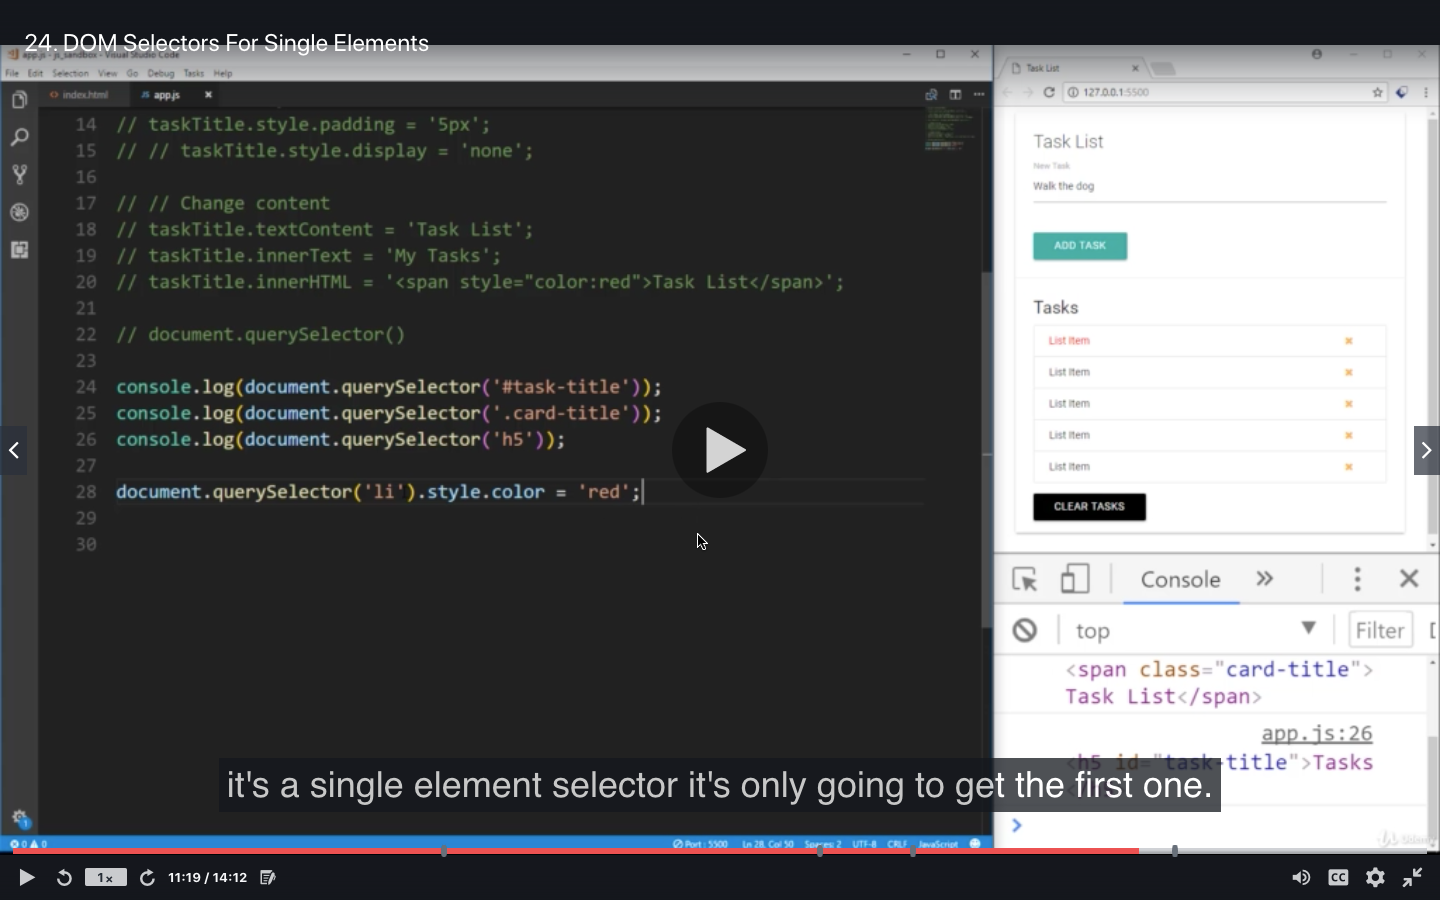 24. DOM Selectors For Single Elements
app.js - js_sandbox - Visual Studio Code
File Edit Selection View Go Debug Tasks Help
index.html
JS app.js
14 // taskTitle.style.padding = '5px';
15 // // taskTitle.style.display = 'none';
16
17 // // Change content
18 // taskTitle.textContent = 'Task List';
19 // taskTitle.innerText = 'My Tasks';
20 // taskTitle.innerHTML = '<span style="color:red">Task List</span>';
21
22 // document.querySelector()
23
24 console.log(document.querySelector('#task-title'));
25 console.log(document.querySelector('.card-title'));
26 console.log(document.querySelector('h5'));
27
28 document.querySelector('li').style.color = 'red';
29
30
Task List
127.0.0.1:5500
Task List
New Task
Walk the dog
ADD TASK
Tasks
List Item
List Item
List Item
List Item
List Item
CLEAR TASKS
Console
top
Filter
<span class="card-title">
Task List</span>
app.js:26
<h5 id="task-title">Tasks
it's a single element selector it's only going to get the first one.
0 0
Port : 5500 Ln 28, Col 50 Spaces: 2 UTF-8 CRLF JavaScript
Udemy
1x
11:19 / 14:12
CC